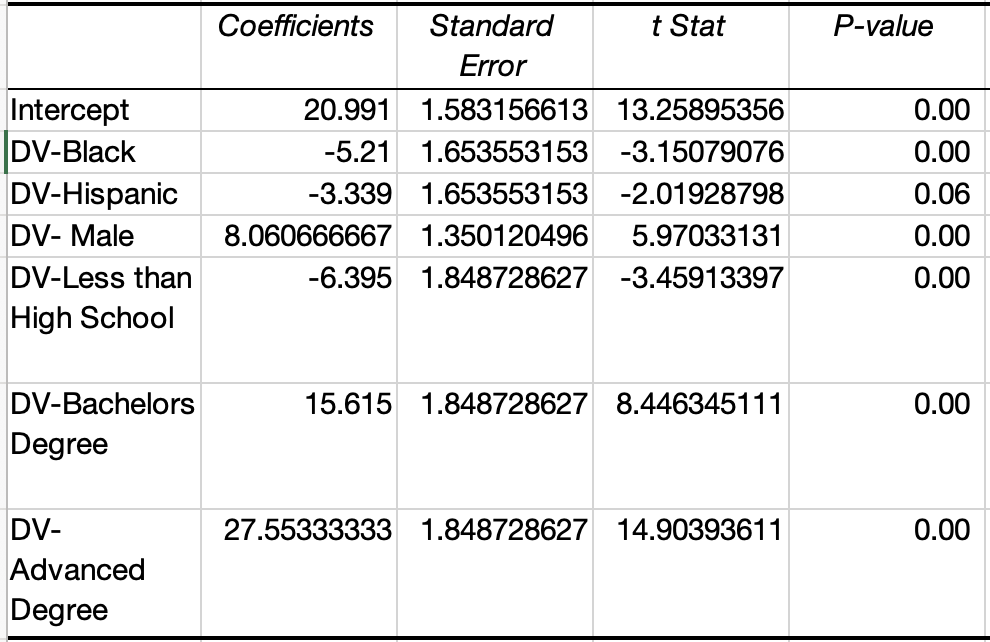 Coefficients Standard Error t Stat P-value
Intercept 20.991 1.583156613 13.25895356 0.00
DV-Black -5.21 1.653553153 -3.15079076 0.00
DV-Hispanic -3.339 1.653553153 -2.01928798 0.06
DV- Male 8.060666667 1.350120496 5.97033131 0.00
DV-Less than -6.395 1.848728627 -3.45913397 0.00
High School
DV-Bachelors 15.615 1.848728627 8.446345111 0.00
Degree
DV- 27.55333333 1.848728627 14.90393611 0.00
Advanced
Degree